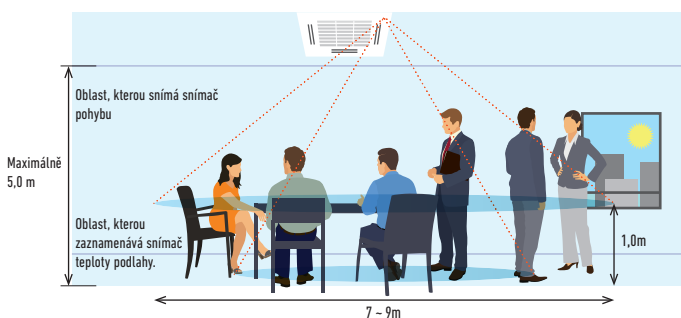 Oblast, kterou snímá snímač
pohybu
Maximálně
5,0 m
Oblast, kterou
zaznamenává snímač
teploty podlahy.
1,0m
7 ~ 9m